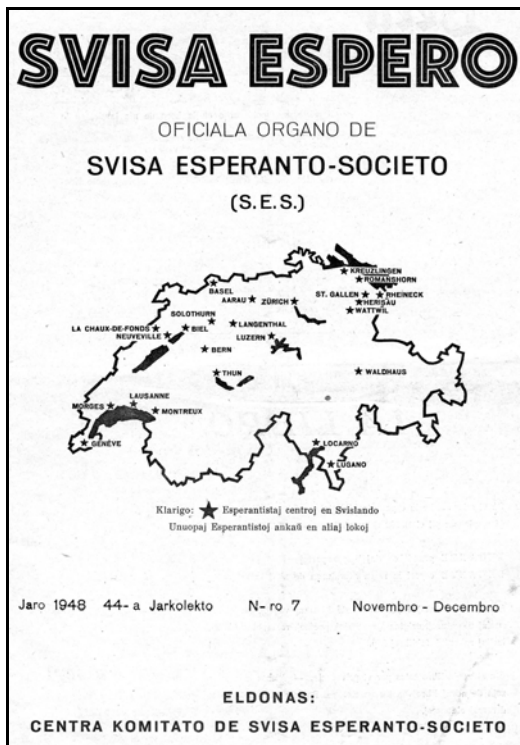 SVISA ESPERO
OFICIALA ORGANO DE
SVISA ESPERANTO-SOCIETO
(S.E.S.)
KREUZLINGEN
ROMANSHORN
BASEL
AARAU
ZÜRICH
ST. GALLEN
RHEINECK
HERISAU
WATTWIL
SOLOTHURN
LA CHAUX-DE-FONDS
BIEL
LANGENTHAL
NEUVEVILLE
LUZERN
BERN
THUN
WALDHAUS
LAUSANNE
MORGES
MONTREUX
GENÈVE
LOCARNO
LUGANO
Klarigo: ★ Esperantistaj centroj en Svislando
Unuopaj Esperantistoj ankaŭ en aliaj lokoj
Jaro 1948 44-a Jarkolekto N-ro 7 Novembro - Decembro
ELDONAS:
CENTRA KOMITATO DE SVISA ESPERANTO-SOCIETO